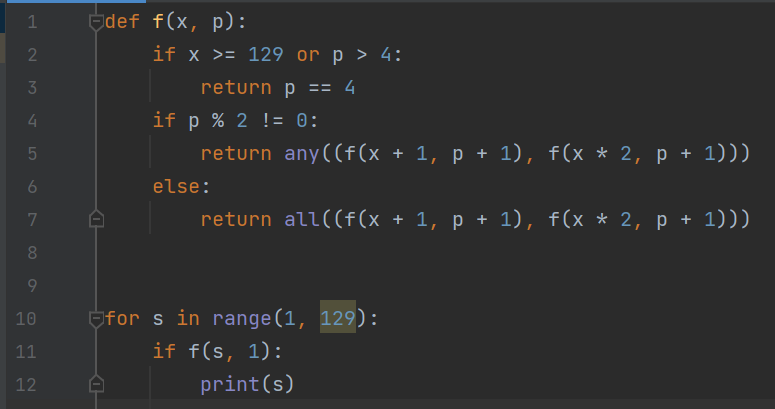 1 def f(x, p):
2 if x >= 129 or p > 4:
3 return p == 4
4 if p % 2 != 0:
5 return any((f(x + 1, p + 1), f(x * 2, p + 1)))
6 else:
7 return all((f(x + 1, p + 1), f(x * 2, p + 1)))
8
9
10 for s in range(1, 129):
11 if f(s, 1):
12 print(s)